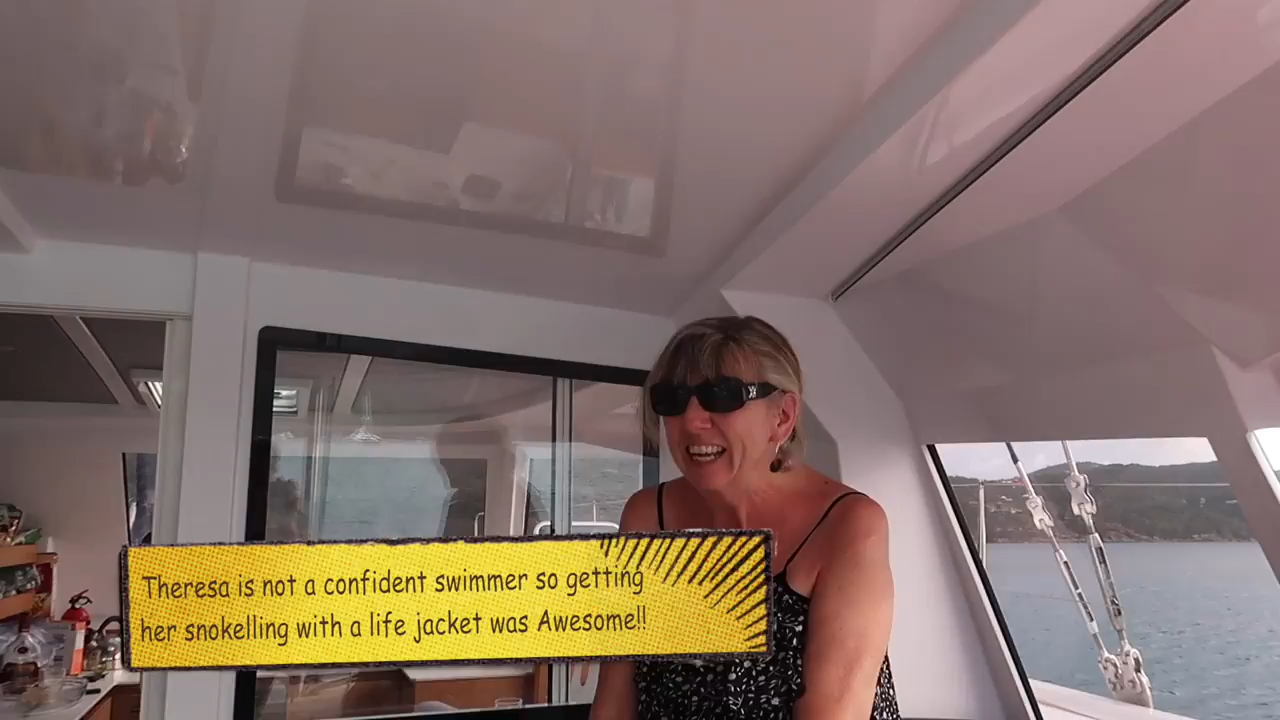 Theresa is not a confident swimmer so getting
her snokelling with a life jacket was Awesome!!